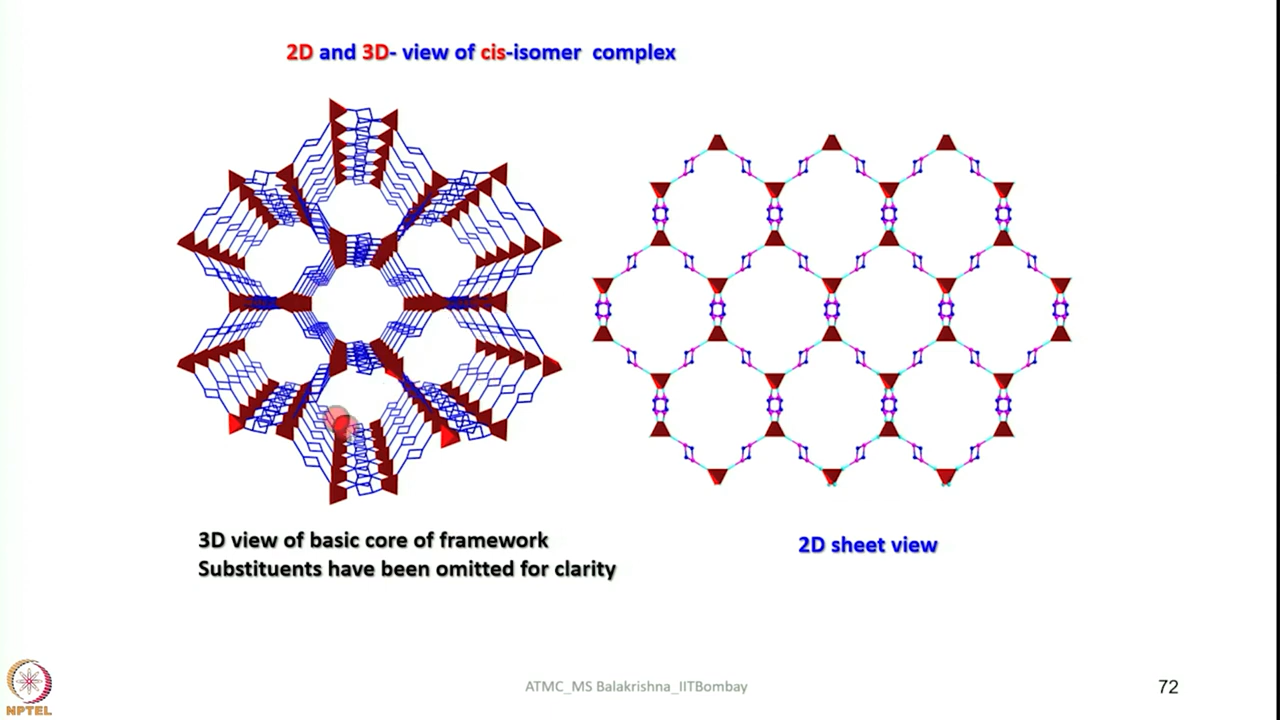 2D and 3D- view of cis-isomer complex
3D view of basic core of framework
Substituents have been omitted for clarity
2D sheet view
NPTEL
ATMC_MS Balakrishna_IITBombay
72